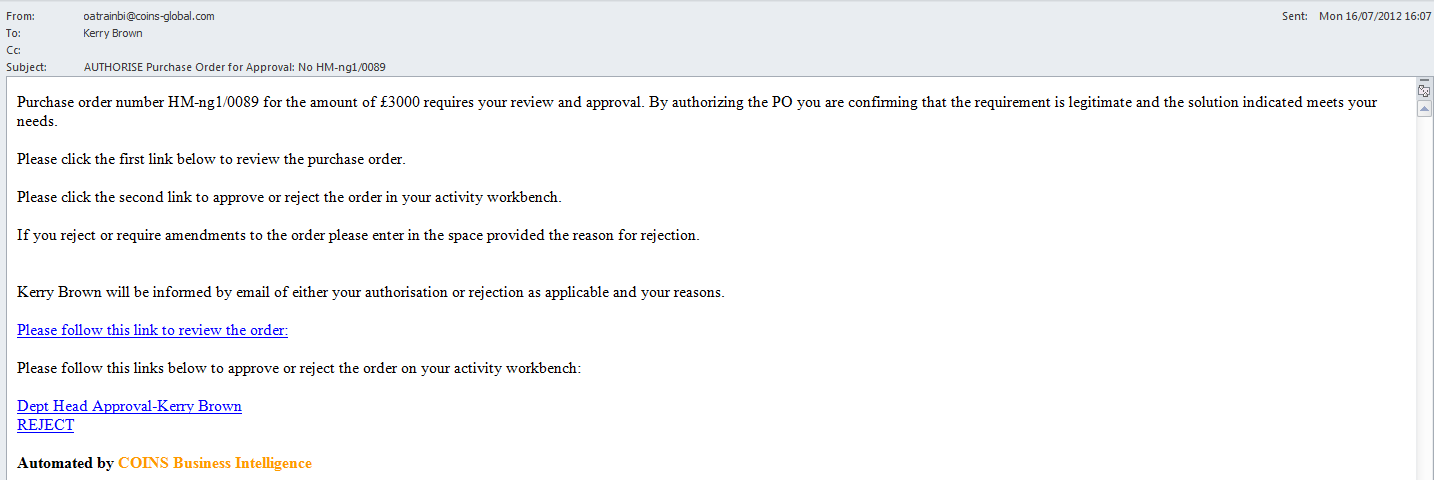 From: oatrainbi@coins-global.com Sent: Mon 16/07/2012 16:07
To: Kerry Brown
Cc:
Subject: AUTHORISE Purchase Order for Approval: No HM-ng1/0089
Purchase order number HM-ng1/0089 for the amount of £3000 requires your review and approval. By authorizing the PO you are confirming that the requirement is legitimate and the solution indicated meets your
needs.
Please click the first link below to review the purchase order.
Please click the second link to approve or reject the order in your activity workbench.
If you reject or require amendments to the order please enter in the space provided the reason for rejection.
Kerry Brown will be informed by email of either your authorisation or rejection as applicable and your reasons.
Please follow this link to review the order:
Please follow this links below to approve or reject the order on your activity workbench:
Dept Head Approval-Kerry Brown
REJECT
Automated by COINS Business Intelligence